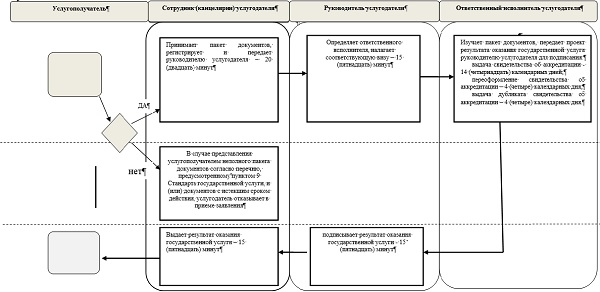 Услугополучатель¶
Сотрудник·(канцелярии)·услугодателя¶
Руководитель·услугодателя¶
Ответственный·исполнитель·услугодателя¶
Принимает пакет документов,
регистрирует и передает
руководителю услугодателя – 20
(двадцать)·минут¶
Определяет ответственного·
исполнителя, налагает·
соответствующую·визу – 15·
(пятнадцать)·минут¶
Изучает пакет документов, передает проект
результата оказания государственной услуги
руководителю услугодателя для подписания
выдача свидетельства об аккредитации -
14 (четырнадцать) календарных дней;
переоформление свидетельства об
аккредитации – 4 (четыре) календарных дня;
выдача дубликата свидетельства об
аккредитации – 4 (четыре) календарных дня¶
ДА¶
нет¶
В случае представления
услугополучателем неполного пакета
документов согласно перечню,
предусмотренному пунктом 9
Стандарта государственной услуги, и
(или) документов с истекшим сроком
действия, услугодатель отказывает в
приеме заявления¶
Выдает результат оказания
государственной услуги – 15
(пятнадцать) минут¶
подписывает результат оказания
государственной услуги – 15
(пятнадцать) минут¶